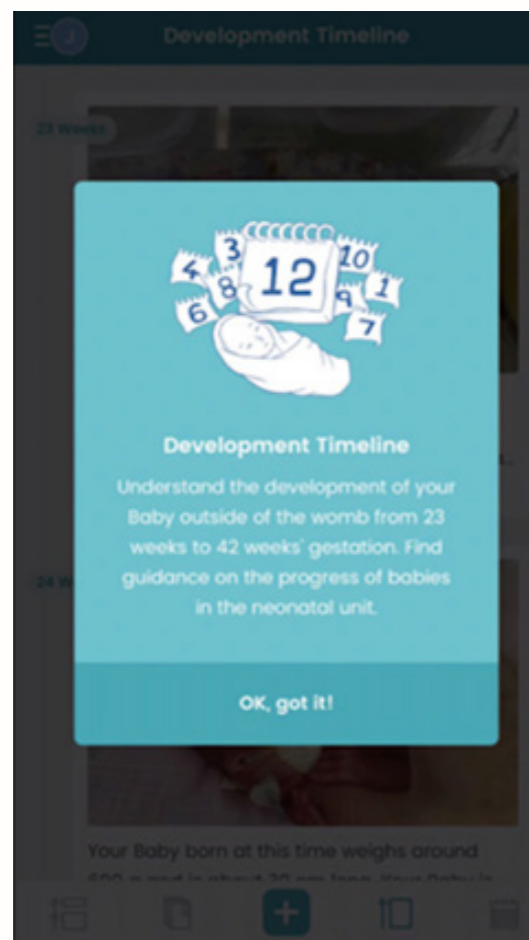 J
Development Timeline
23 Weeks
3
10
4
8
12
9
1
6
7
Development Timeline
Understand the development of your
Baby outside of the womb from 23
weeks to 42 weeks' gestation. Find
guidance on the progress of babies
in the neonatal unit.
24 W
OK, got it!
Your Baby born at this time weighs around